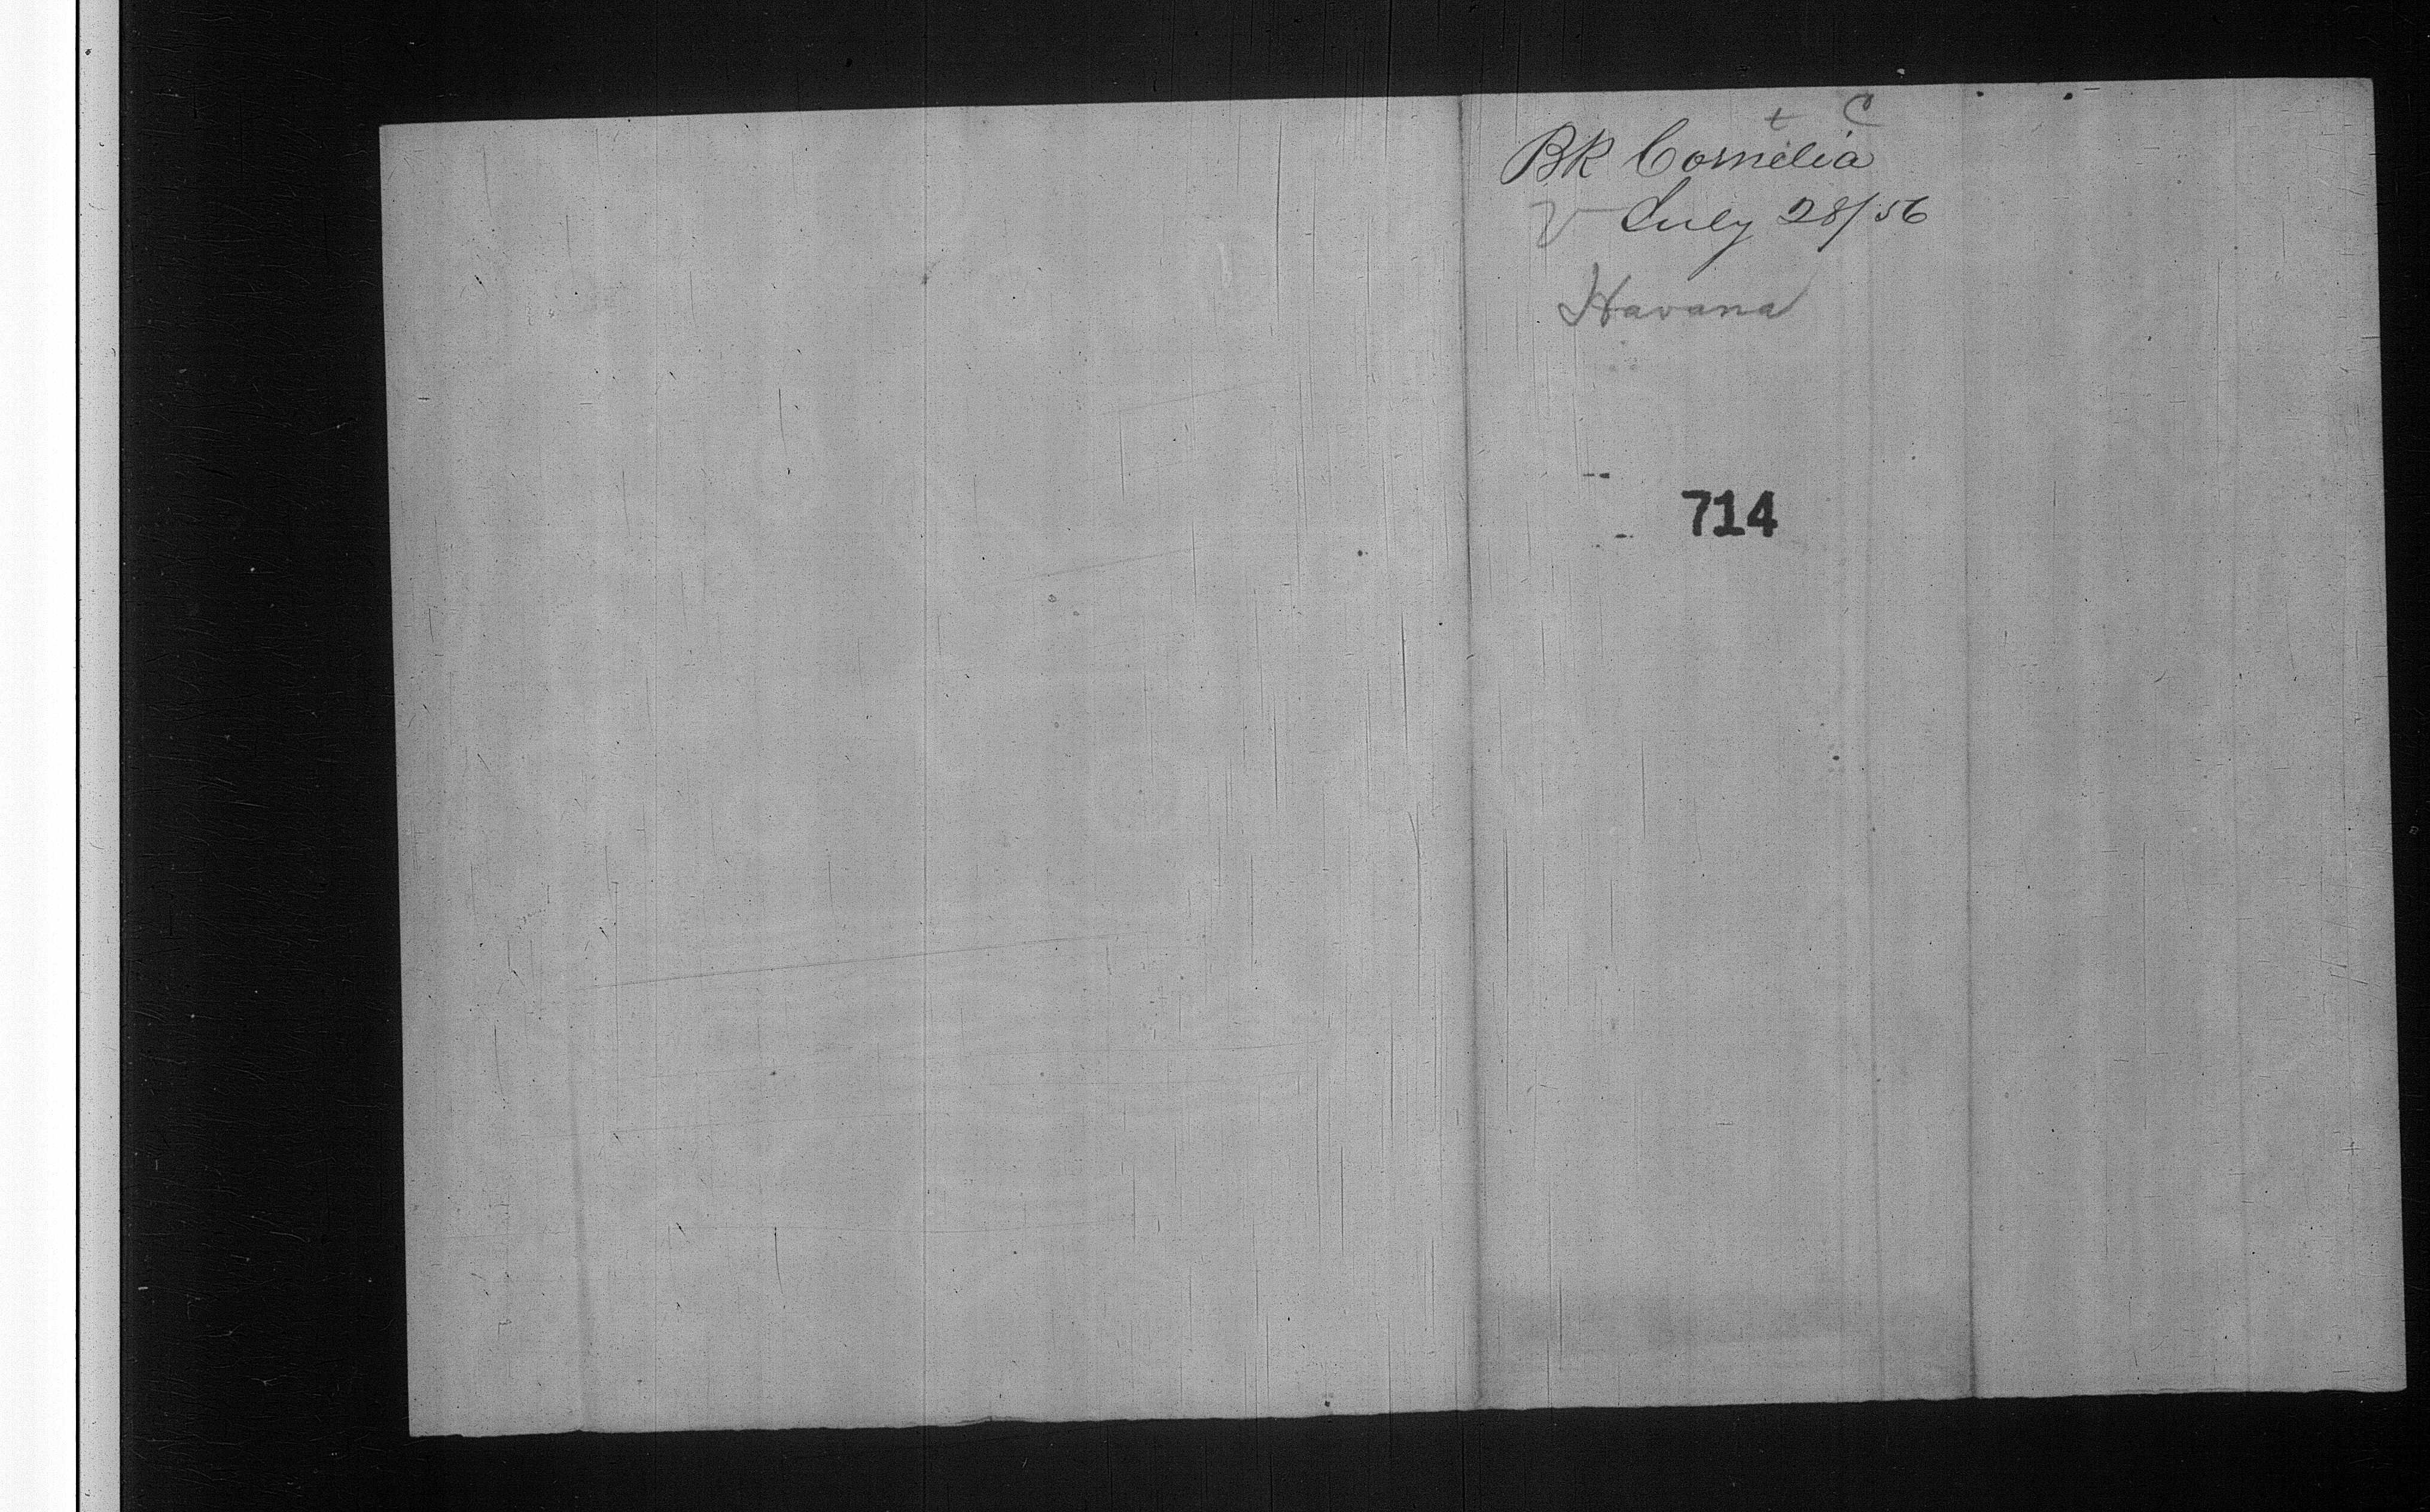 t C
BK Cornelia
July 28/56
Havana
714